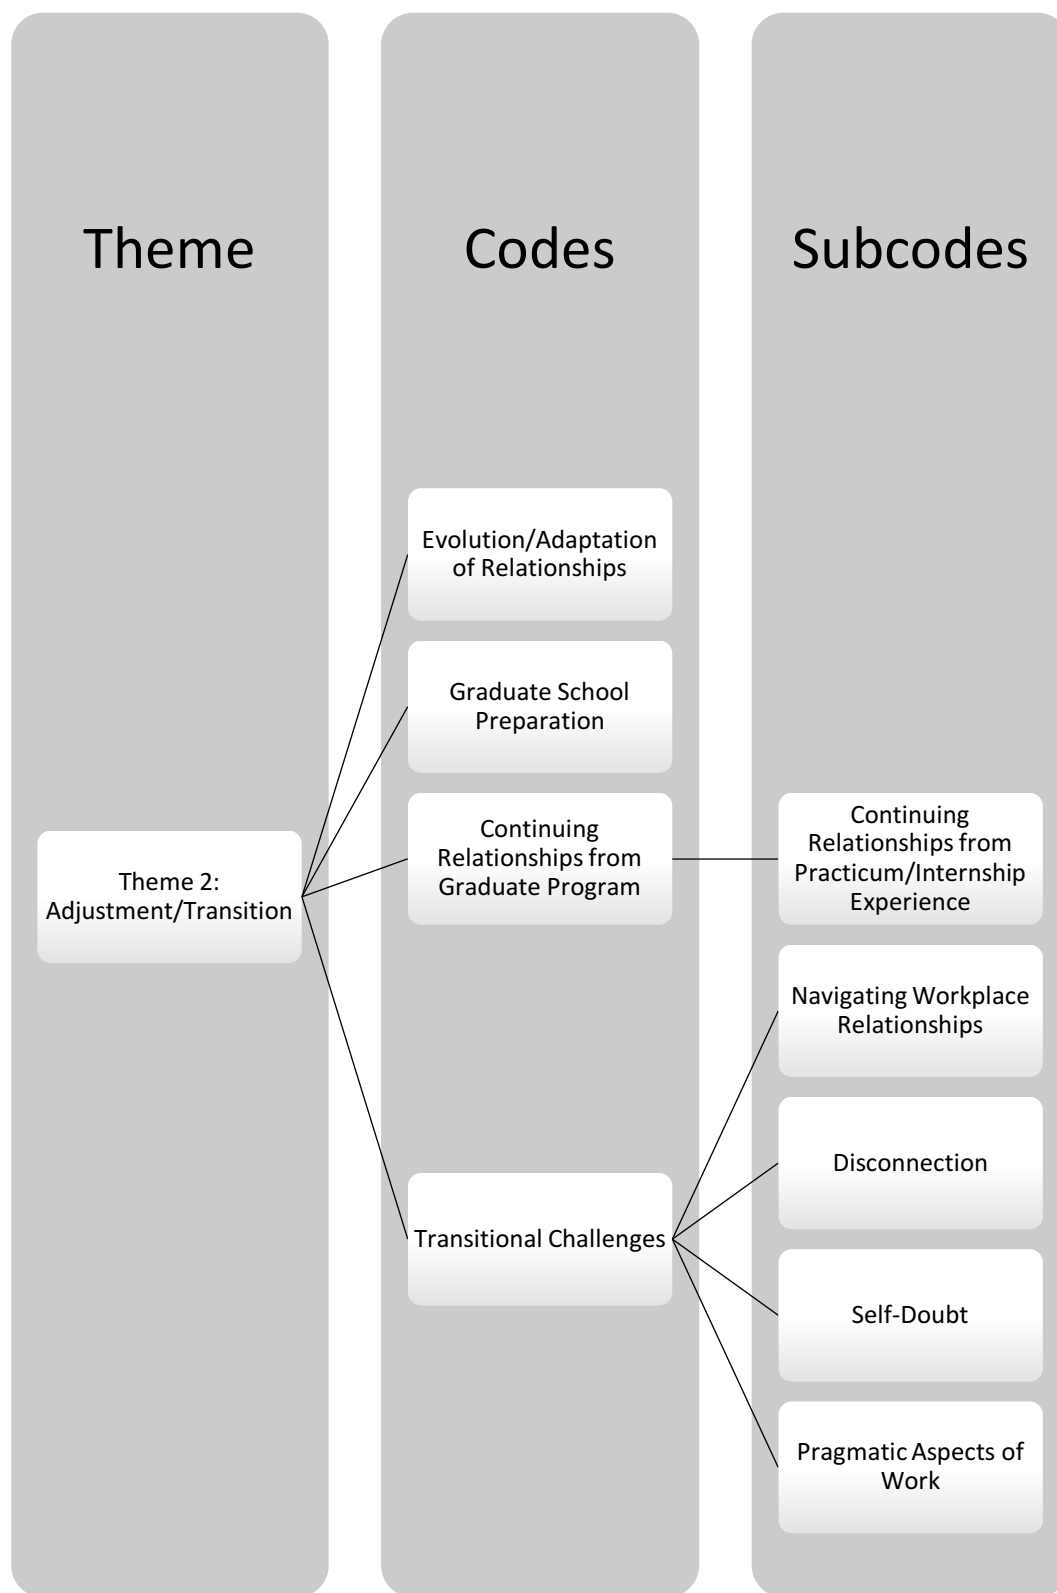 Theme
Codes
Subcodes
Theme 2:
Adjustment/Transition
Evolution/Adaptation
of Relationships
Graduate School
Preparation
Continuing
Relationships from
Graduate Program
Transitional Challenges
Continuing
Relationships from
Practicum/Internship
Experience
Navigating Workplace
Relationships
Disconnection
Self-Doubt
Pragmatic Aspects of
Work